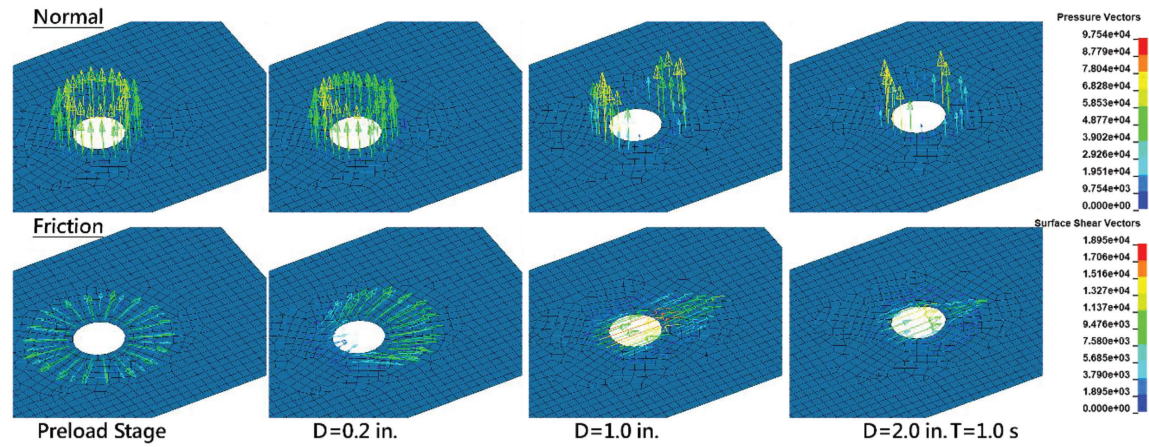 Normal
Pressure Vectors
9.754e+04
8.779e+04
7.804e+04
6.828e+04
5.853e+04
4.877e+04
3.902e+04
2.926e+04
1.951e+04
9.754e+03
0.000e+00
Friction
Surface Shear Vectors
1.895e+04
1.706e+04
1.516e+04
1.327e+04
1.137e+04
9.476e+03
7.580e+03
5.685e+03
3.790e+03
1.895e+03
0.000e+00
Preload Stage
D=0.2 in.
D=1.0 in.
D=2.0 in. T=1.0 s